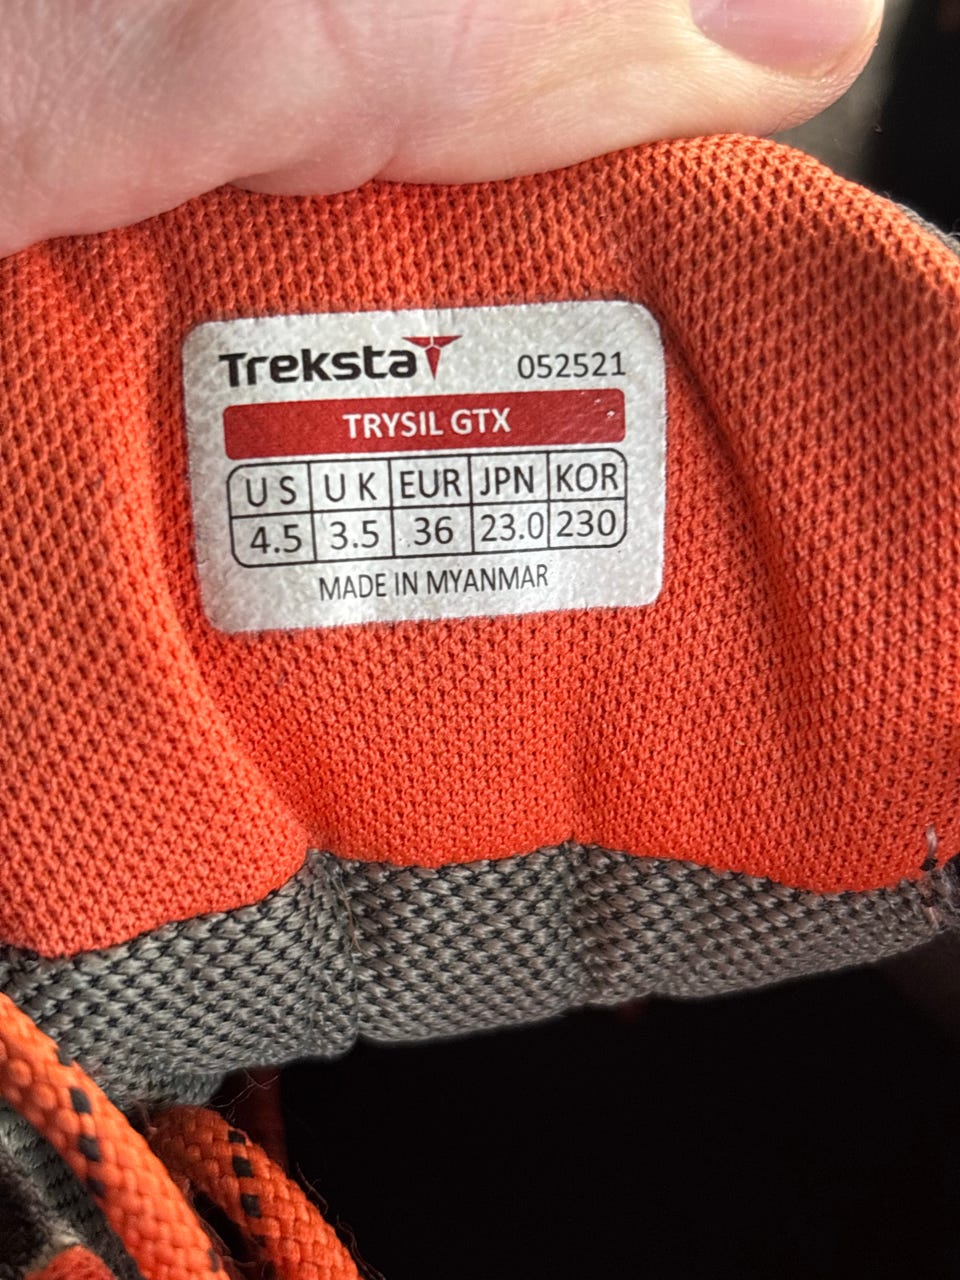 Treksta 052521
TRYSIL GTX
US UK EUR JPN KOR
4.5 3.5 36 23.0 230
MADE IN MYANMAR